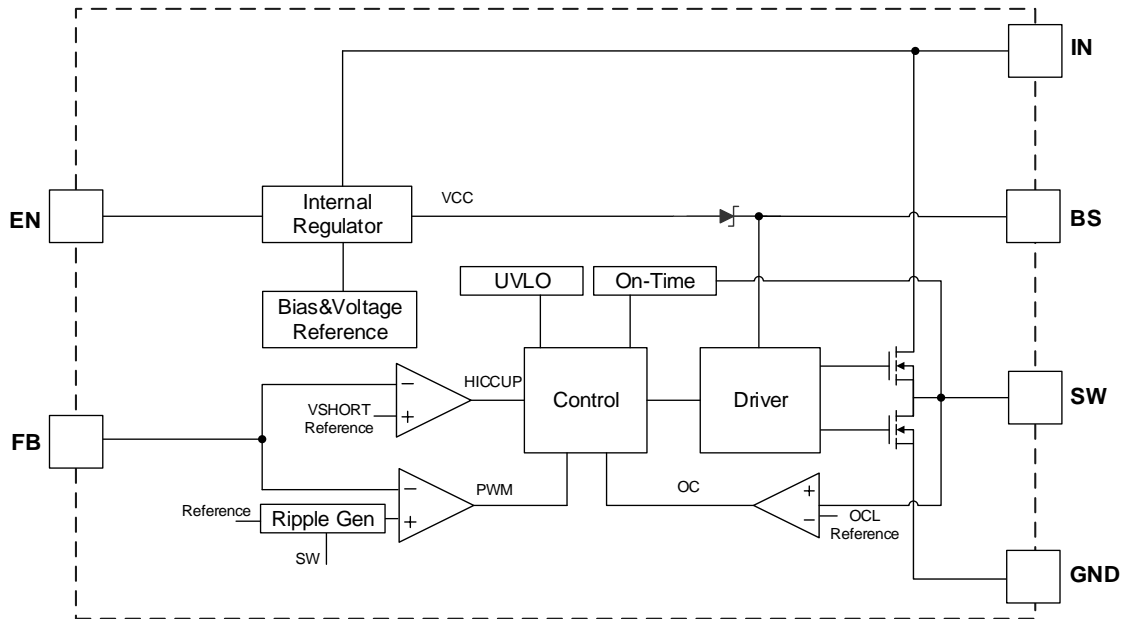 IN
Internal
Regulator
VCC
EN
BS
UVLO
On-Time
Bias&Voltage
Reference
HICCUP
−
VSHORT
Reference
+
Control
Driver
SW
FB
−
PWM
OC
+
−
OCL
Reference
Reference
Ripple Gen
+
SW
GND